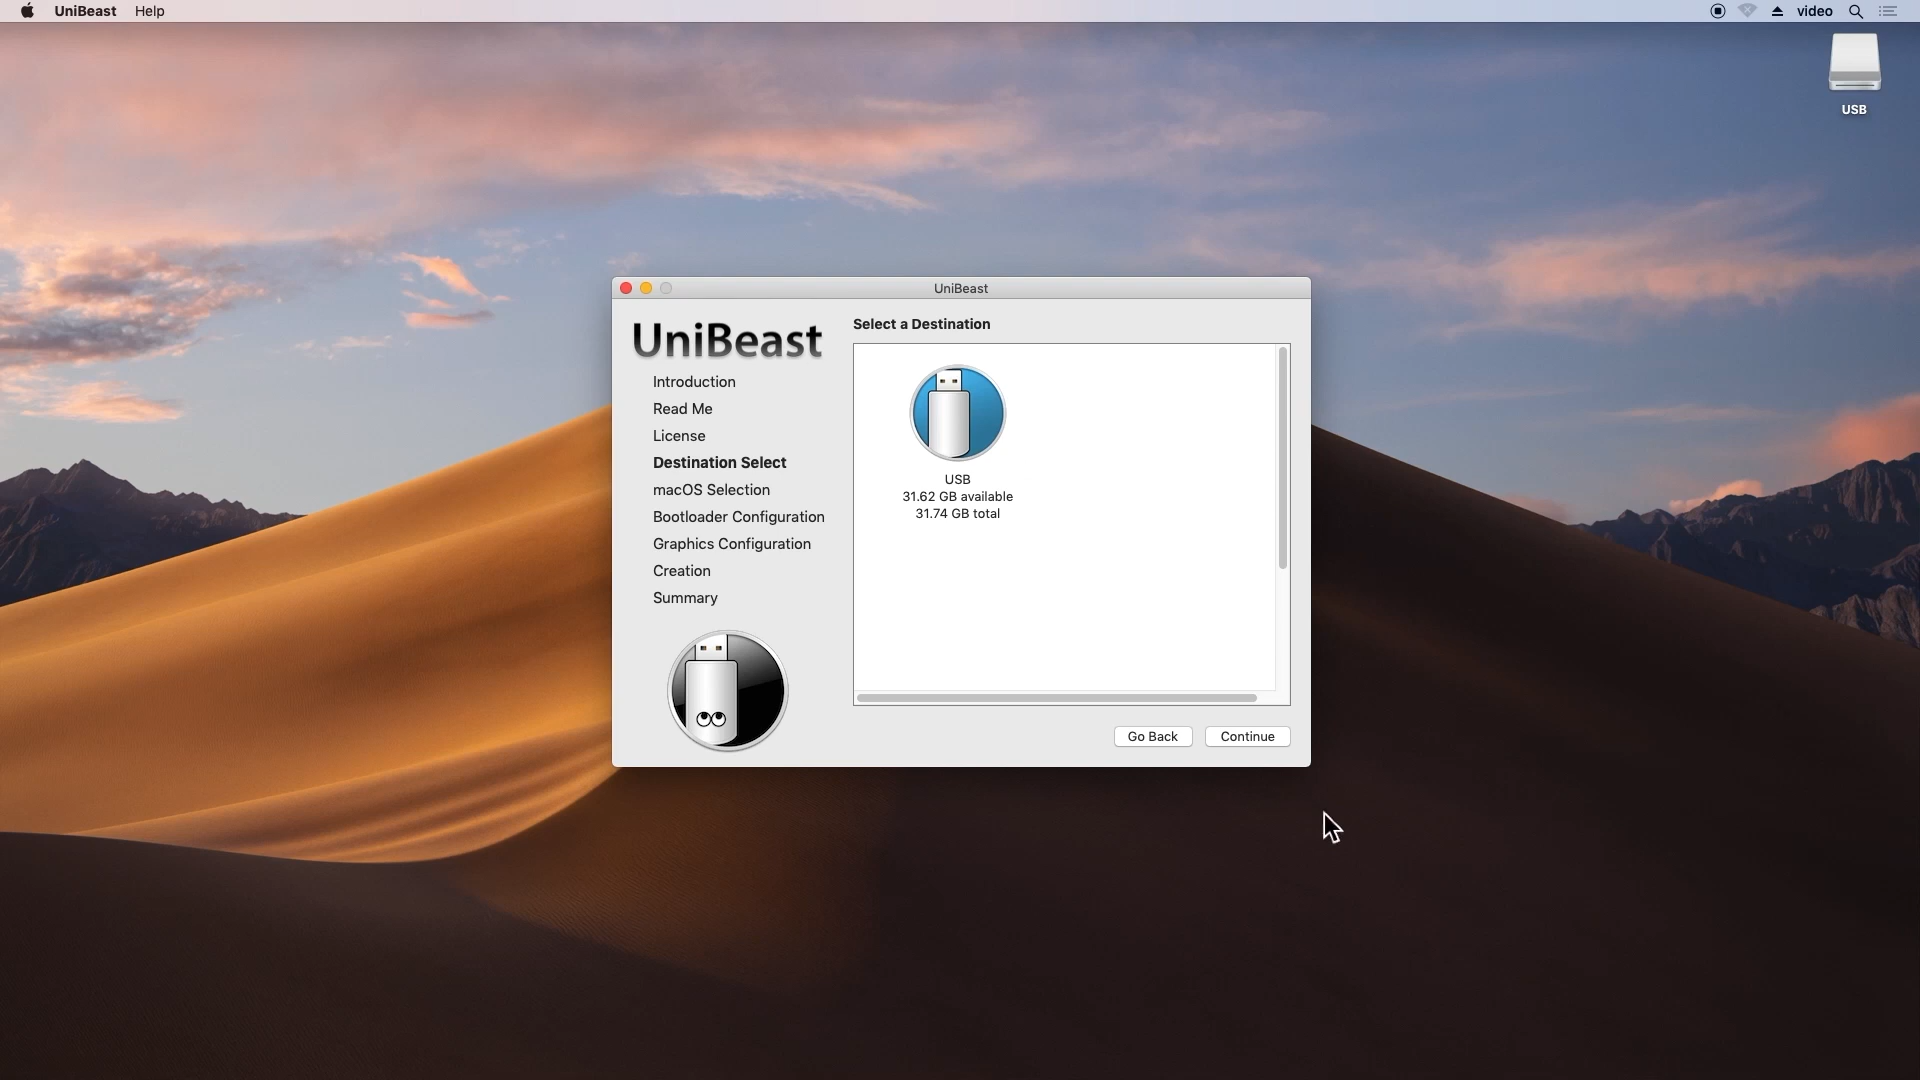 UniBeast Help video
USB
UniBeast
UniBeast
Introduction
Read Me
License
Destination Select
macOS Selection
Bootloader Configuration
Graphics Configuration
Creation
Summary
Select a Destination
USB
31.62 GB available
31.74 GB total
Go Back Continue